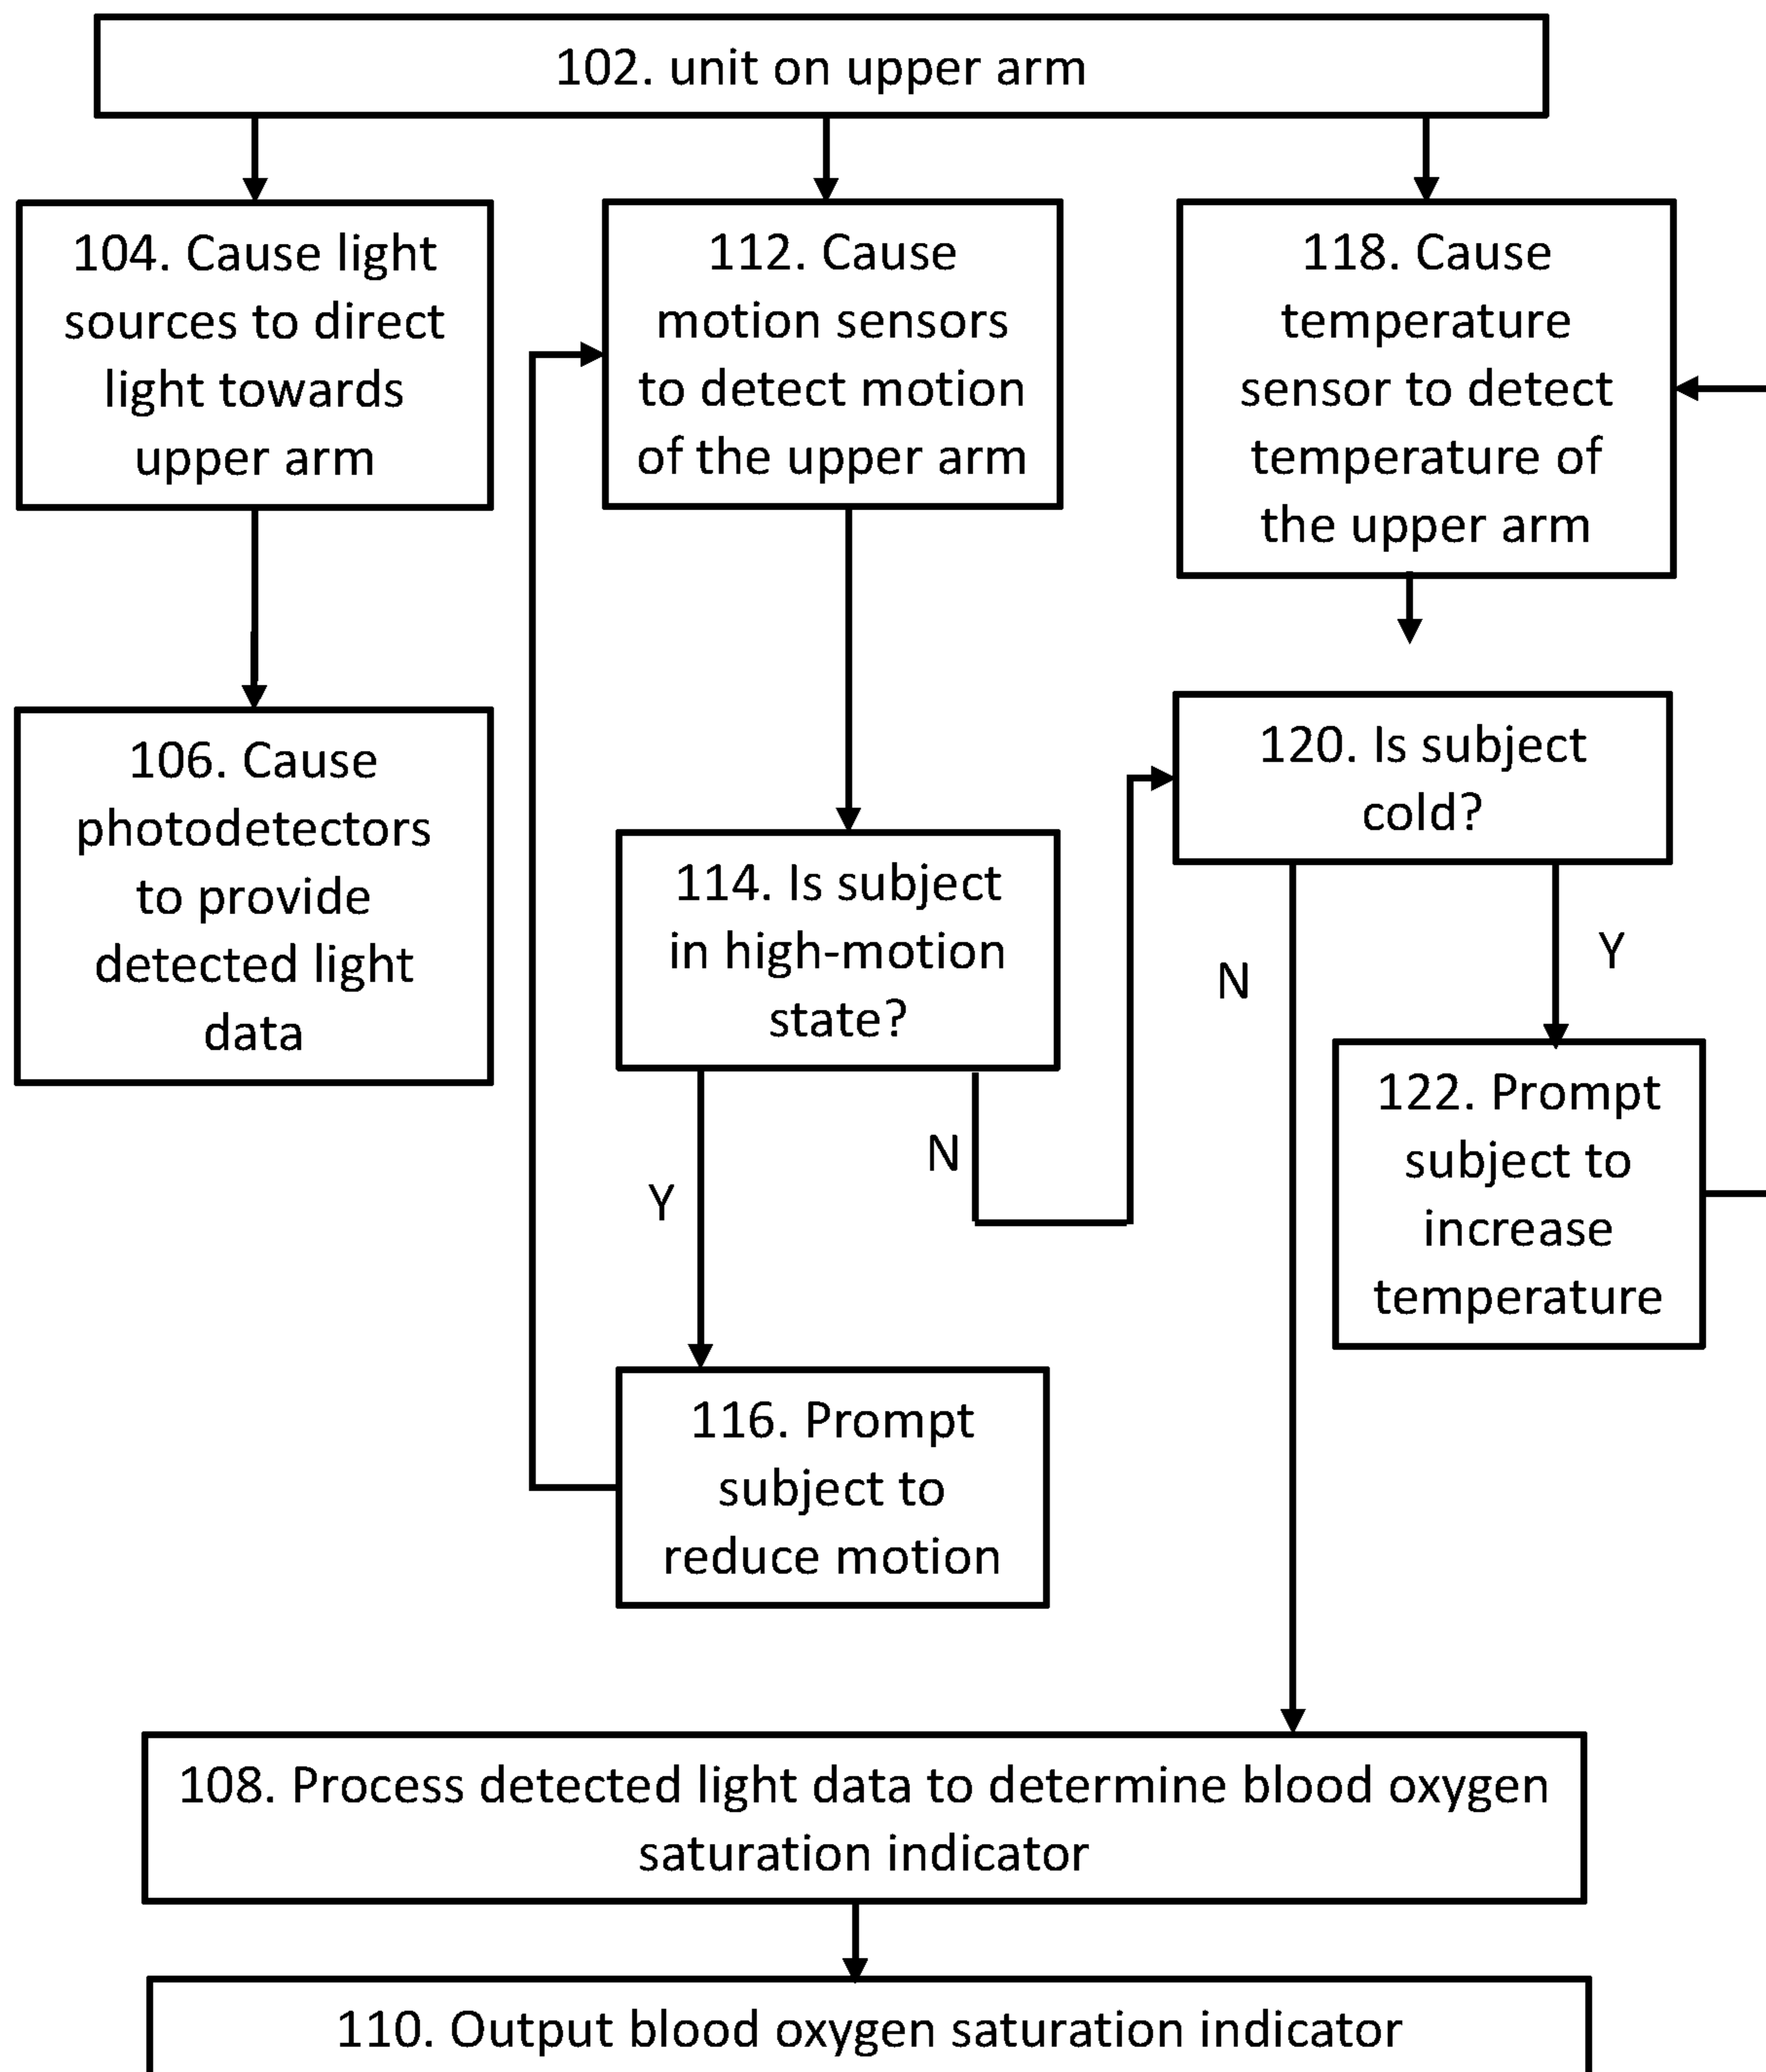 102. unit on upper arm
104. Cause light
sources to direct
light towards
upper arm
112. Cause
motion sensors
to detect motion
of the upper arm
118. Cause
temperature
sensor to detect
temperature of
the upper arm
106. Cause
photodetectors
to provide
detected light
data
114. Is subject
in high-motion
state?
120. Is subject
cold?
N
Y
Y
N
122. Prompt
subject to
increase
temperature
116. Prompt
subject to
reduce motion
108. Process detected light data to determine blood oxygen
saturation indicator
110. Output blood oxygen saturation indicator